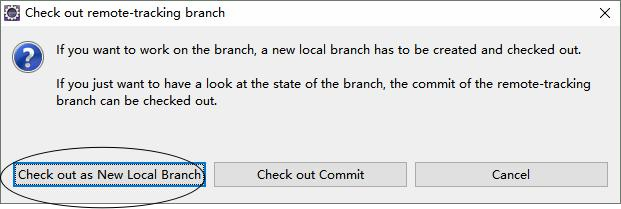 Check out remote-tracking branch
If you want to work on the branch, a new local branch has to be created and checked out.
If you just want to have a look at the state of the branch, the commit of the remote-tracking
branch can be checked out.
Check out as New Local Branch
Check out Commit
Cancel